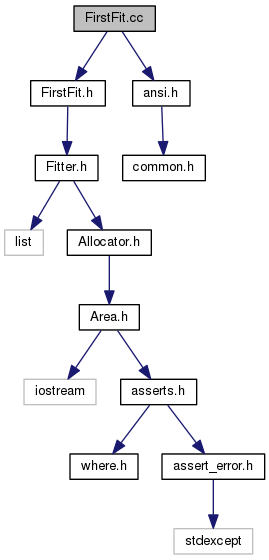 FirstFit.cc
FirstFit.h
ansi.h
Fitter.h
common.h
list
Allocator.h
Area.h
iostream
asserts.h
where.h
assert_error.h
stdexcept